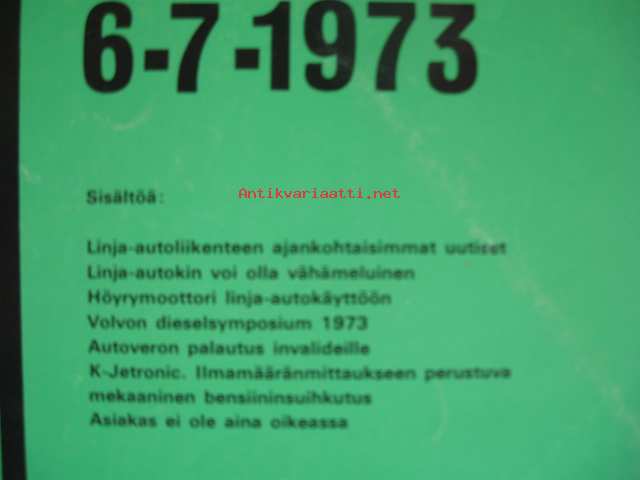 6-7-1973
Sisältöä:
Antikvariaatti.net
Linja-autoliikenteen ajankohtaisimmat uutiset
Linja-autokin voi olla vähämeluinen
Höyrymoottori linja-autokäyttöön
Volvon dieselsymposium 1973
Autoveron palautus invalideille
K-Jetronic. Ilmamääränmittaukseen perustuva
mekaaninen bensiininsuihkutus
Asiakas ei ole aina oikeassa